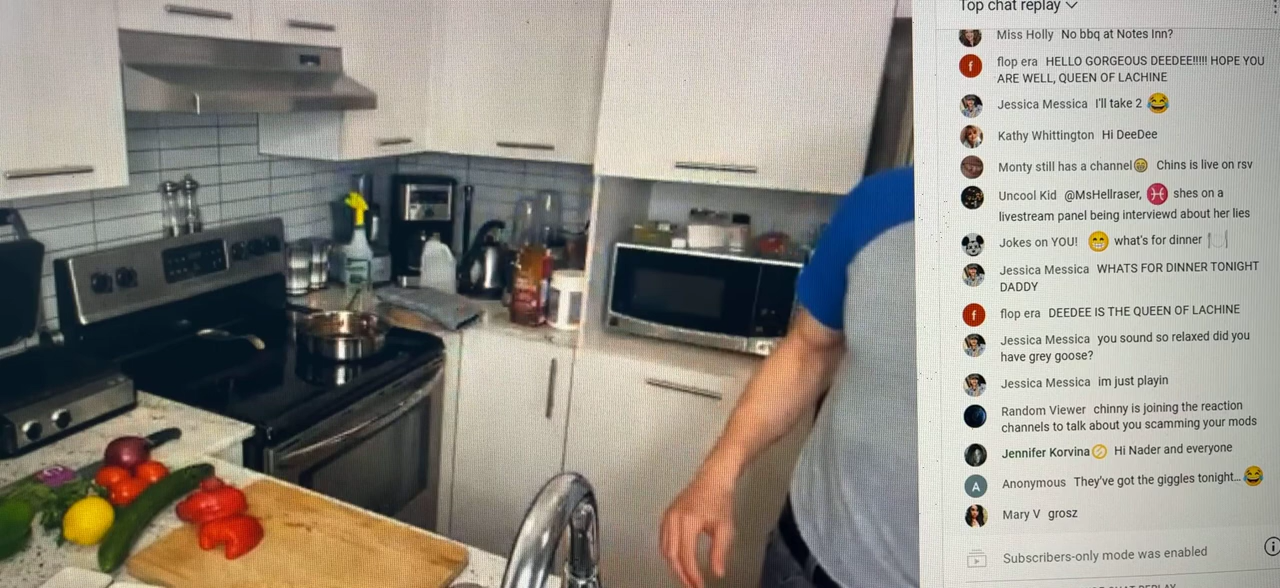 Top chat replay
Miss Holly No bbq at Notes Inn?
flop era HELLO GORGEOUS DEEDEE!!!!! HOPE YOU
ARE WELL, QUEEN OF LACHINE
Jessica Messica I'll take 2 😂
Kathy Whittington Hi DeeDee
Monty still has a channel😁 Chins is live on rsv
Uncool Kid @MsHellraser, ♓ shes on a
livestream panel being interviewd about her lies
Jokes on YOU! 😁 what's for dinner 🍽️
Jessica Messica WHATS FOR DINNER TONIGHT
DADDY
flop era DEEDEE IS THE QUEEN OF LACHINE
Jessica Messica you sound so relaxed did you
have grey goose?
Jessica Messica im just playin
Random Viewer chinny is joining the reaction
channels to talk about you scamming your mods
Jennifer Korvina Hi Nader and everyone
A Anonymous They've got the giggles tonight... 😂
Mary V grosz
Subscribers-only mode was enabled